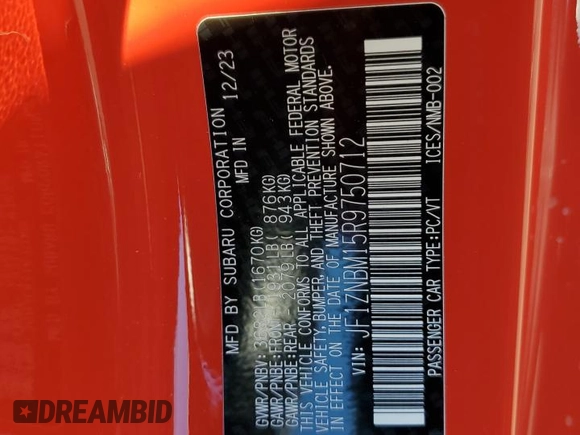 MFD BY SUBARU CORPORATION
MFD IN 12/23
GVWR/PNBV: LB(1670KG)
GAWR/PNBE:FRONT - 1931LB( 876KG)
GAWR/PNBE:REAR - 2079LB( 943KG)
THIS VEHICLE CONFORMS TO ALL APPLICABLE FEDERAL MOTOR
VEHICLE SAFETY,BUMPER, AND THEFT PREVENTION STANDARDS
IN EFFECT ON THE DATE OF MANUFACTURE SHOWN ABOVE.
VIN: JF1ZNBM15R9750712
PASSENGER CAR TYPE:PC/VT ICES/NMB-002
DREAMBID